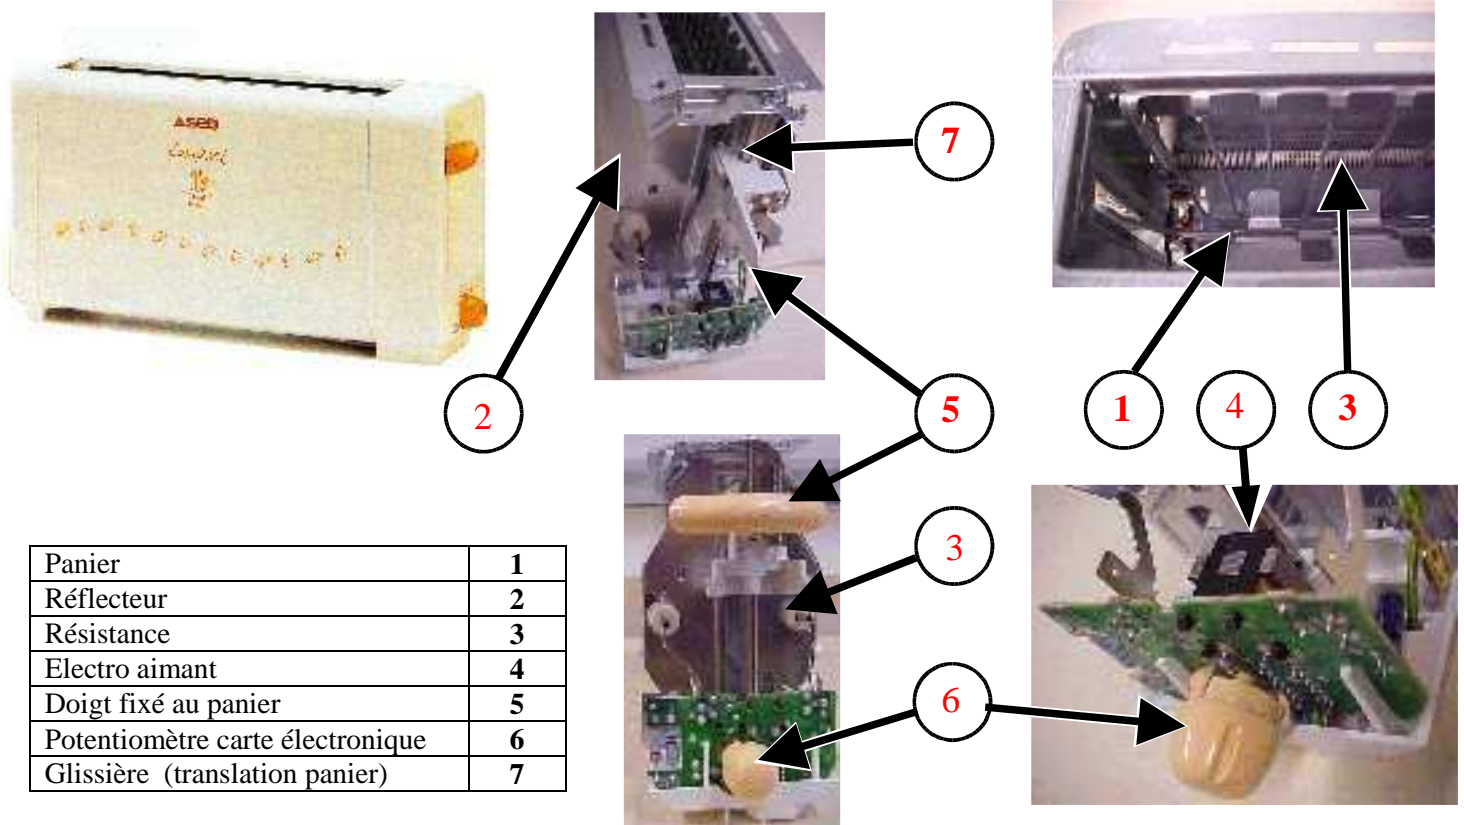 ASED
7
2
5
1
4
3
3
6
Panier 1
Réflecteur 2
Résistance 3
Electro aimant 4
Doigt fixé au panier 5
Potentiomètre carte électronique 6
Glissière (translation panier) 7